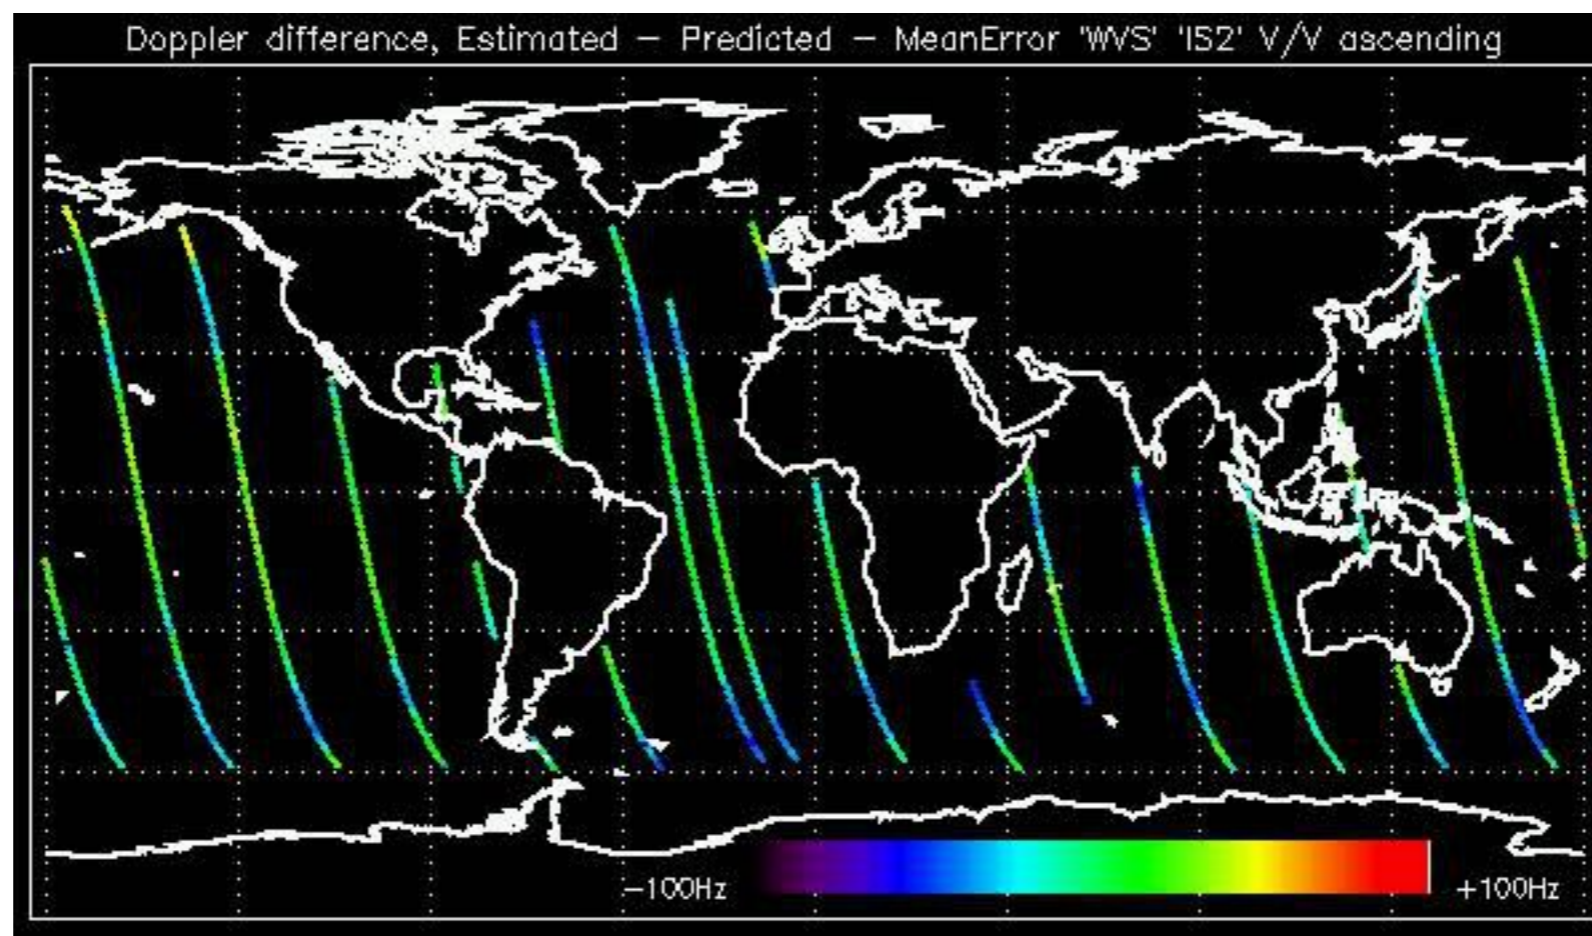 Doppler difference, Estimated – Predicted – MeanError 'WVS' 'IS2' V/V ascending
−100Hz
+100Hz